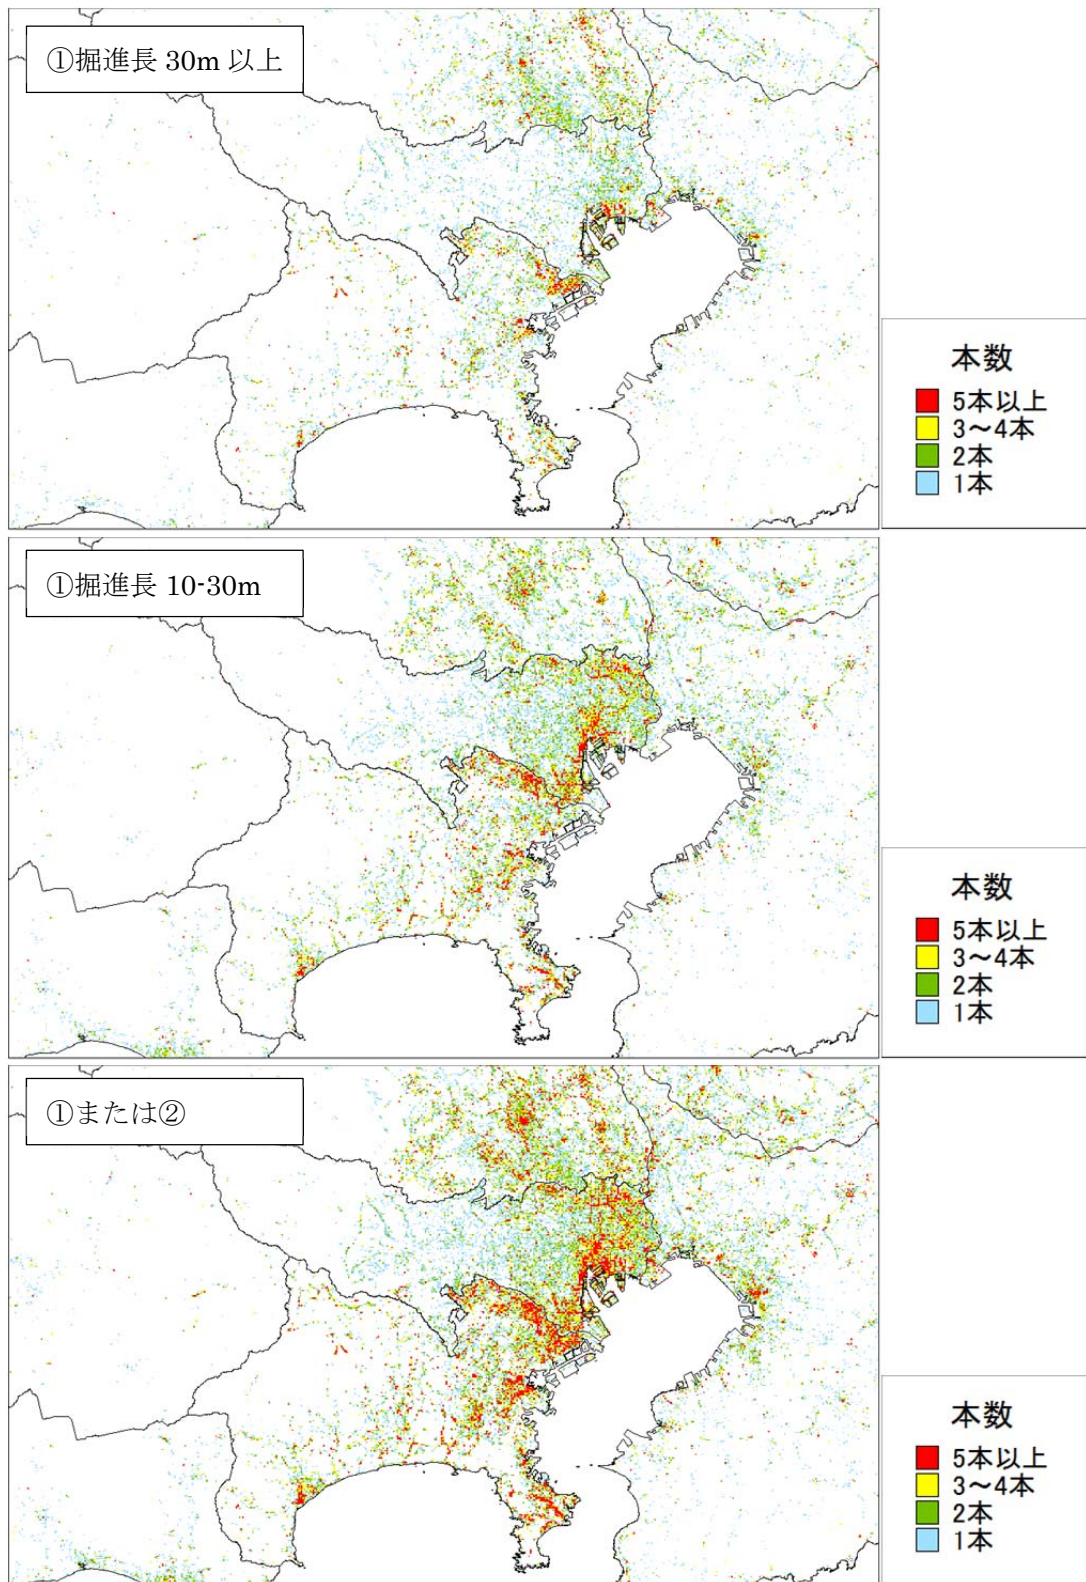 ①掘進長 30m 以上
本数
5本以上
3～4本
2本
1本
①掘進長 10-30m
本数
5本以上
3～4本
2本
1本
①または②
本数
5本以上
3～4本
2本
1本